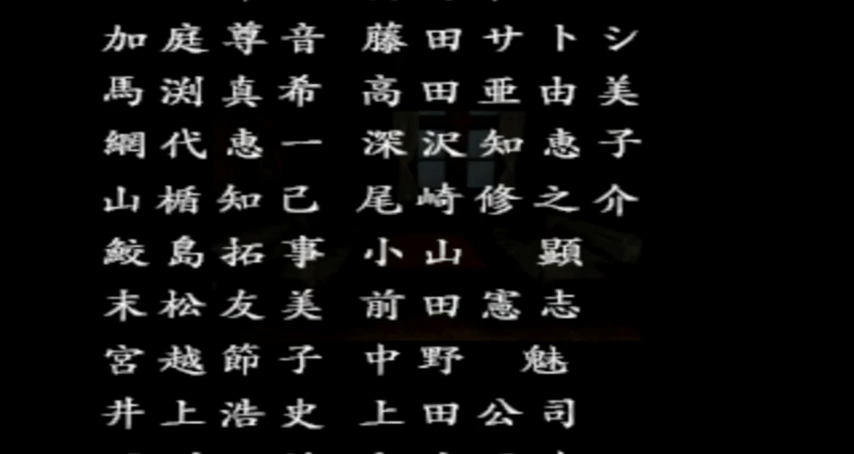 加庭尊音 藤田サトシ
馬渕真希 高田亜由美
網代恵一 深沢知恵子
山楯知己 尾崎修之介
鮫島拓事 小山 顕
末松友美 前田憲志
宮越節子 中野 魅
井上浩史 上田公司